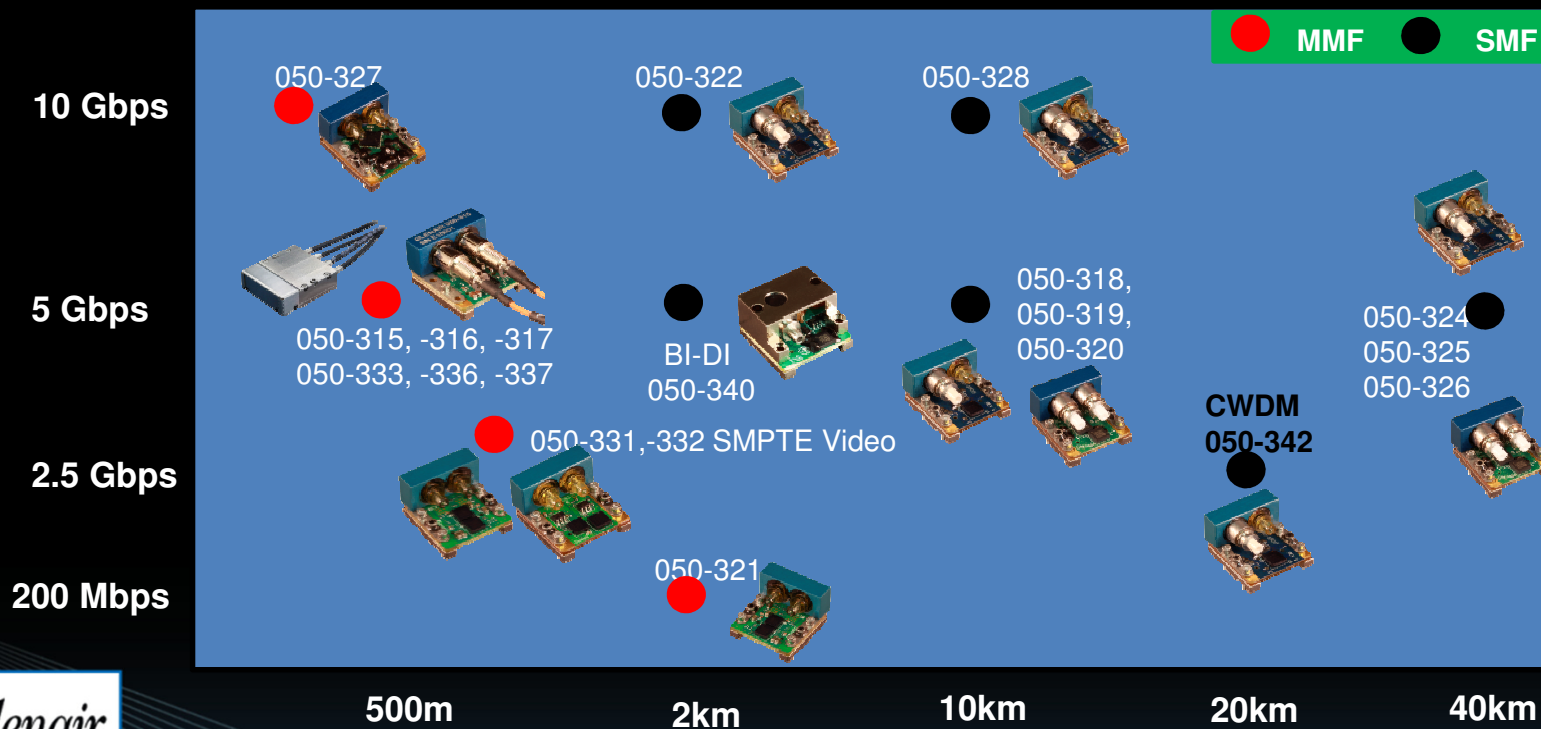 MMF SMF
050-327
050-322
050-328
10 Gbps
5 Gbps
050-315, -316, -317
050-333, -336, -337
BI-DI
050-340
050-318,
050-319,
050-320
050-324
050-325
050-326
CWDM
050-342
050-331,-332 SMPTE Video
2.5 Gbps
050-321
200 Mbps
500m
2km
10km
20km
40km